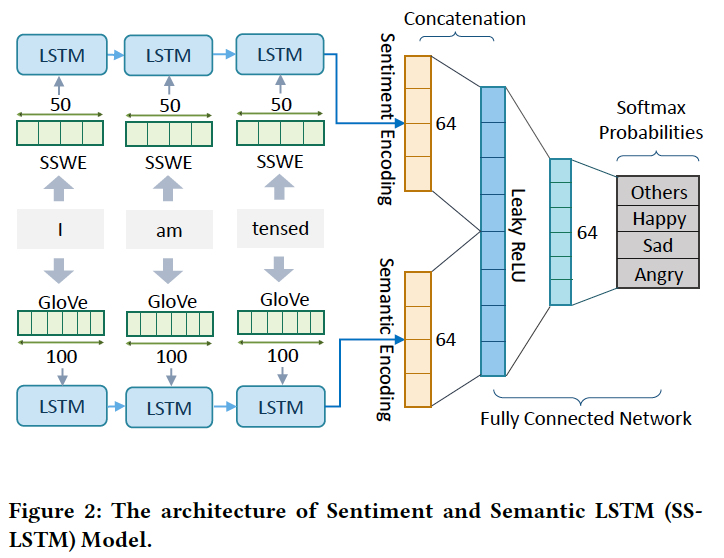 Concatenation
LSTM LSTM LSTM
50 50 50
SSWE SSWE SSWE
I am tensed
GloVe GloVe GloVe
100 100 100
LSTM LSTM LSTM
Sentiment Encoding
64
Semantic Encoding
64
Leaky ReLU
64
Softmax
Probabilities
Others
Happy
Sad
Angry
Fully Connected Network
Figure 2: The architecture of Sentiment and Semantic LSTM (SS-
LSTM) Model.